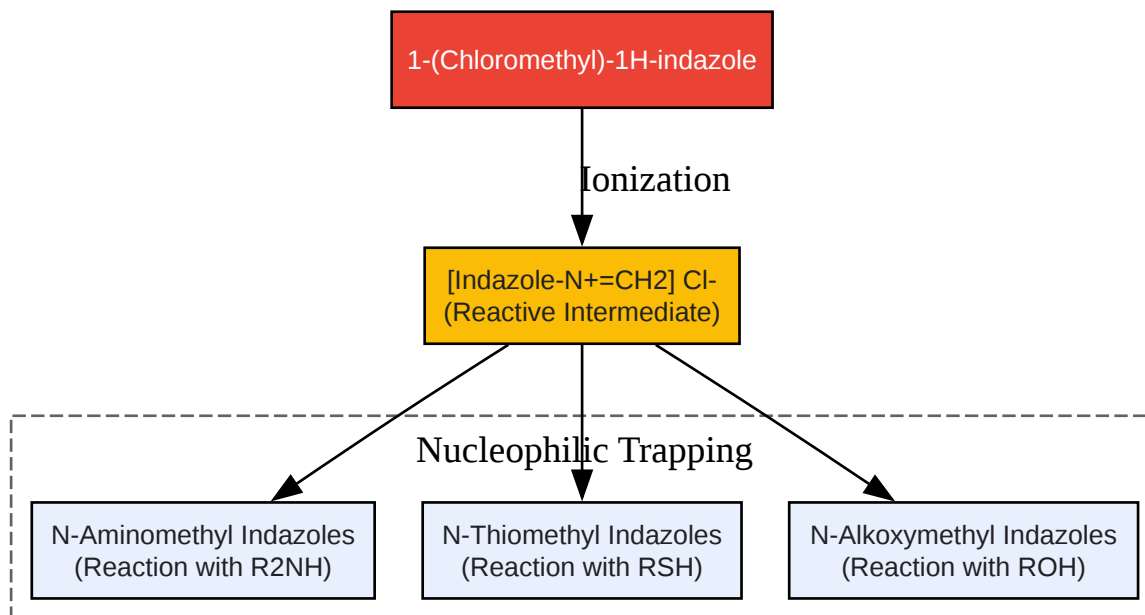 1-(Chloromethyl)-1H-indazole
Ionization
[Indazole-N+=CH2] Cl-
(Reactive Intermediate)
Nucleophilic Trapping
N-Aminomethyl Indazoles
(Reaction with R2NH)
N-Thiomethyl Indazoles
(Reaction with RSH)
N-Alkoxymethyl Indazoles
(Reaction with ROH)